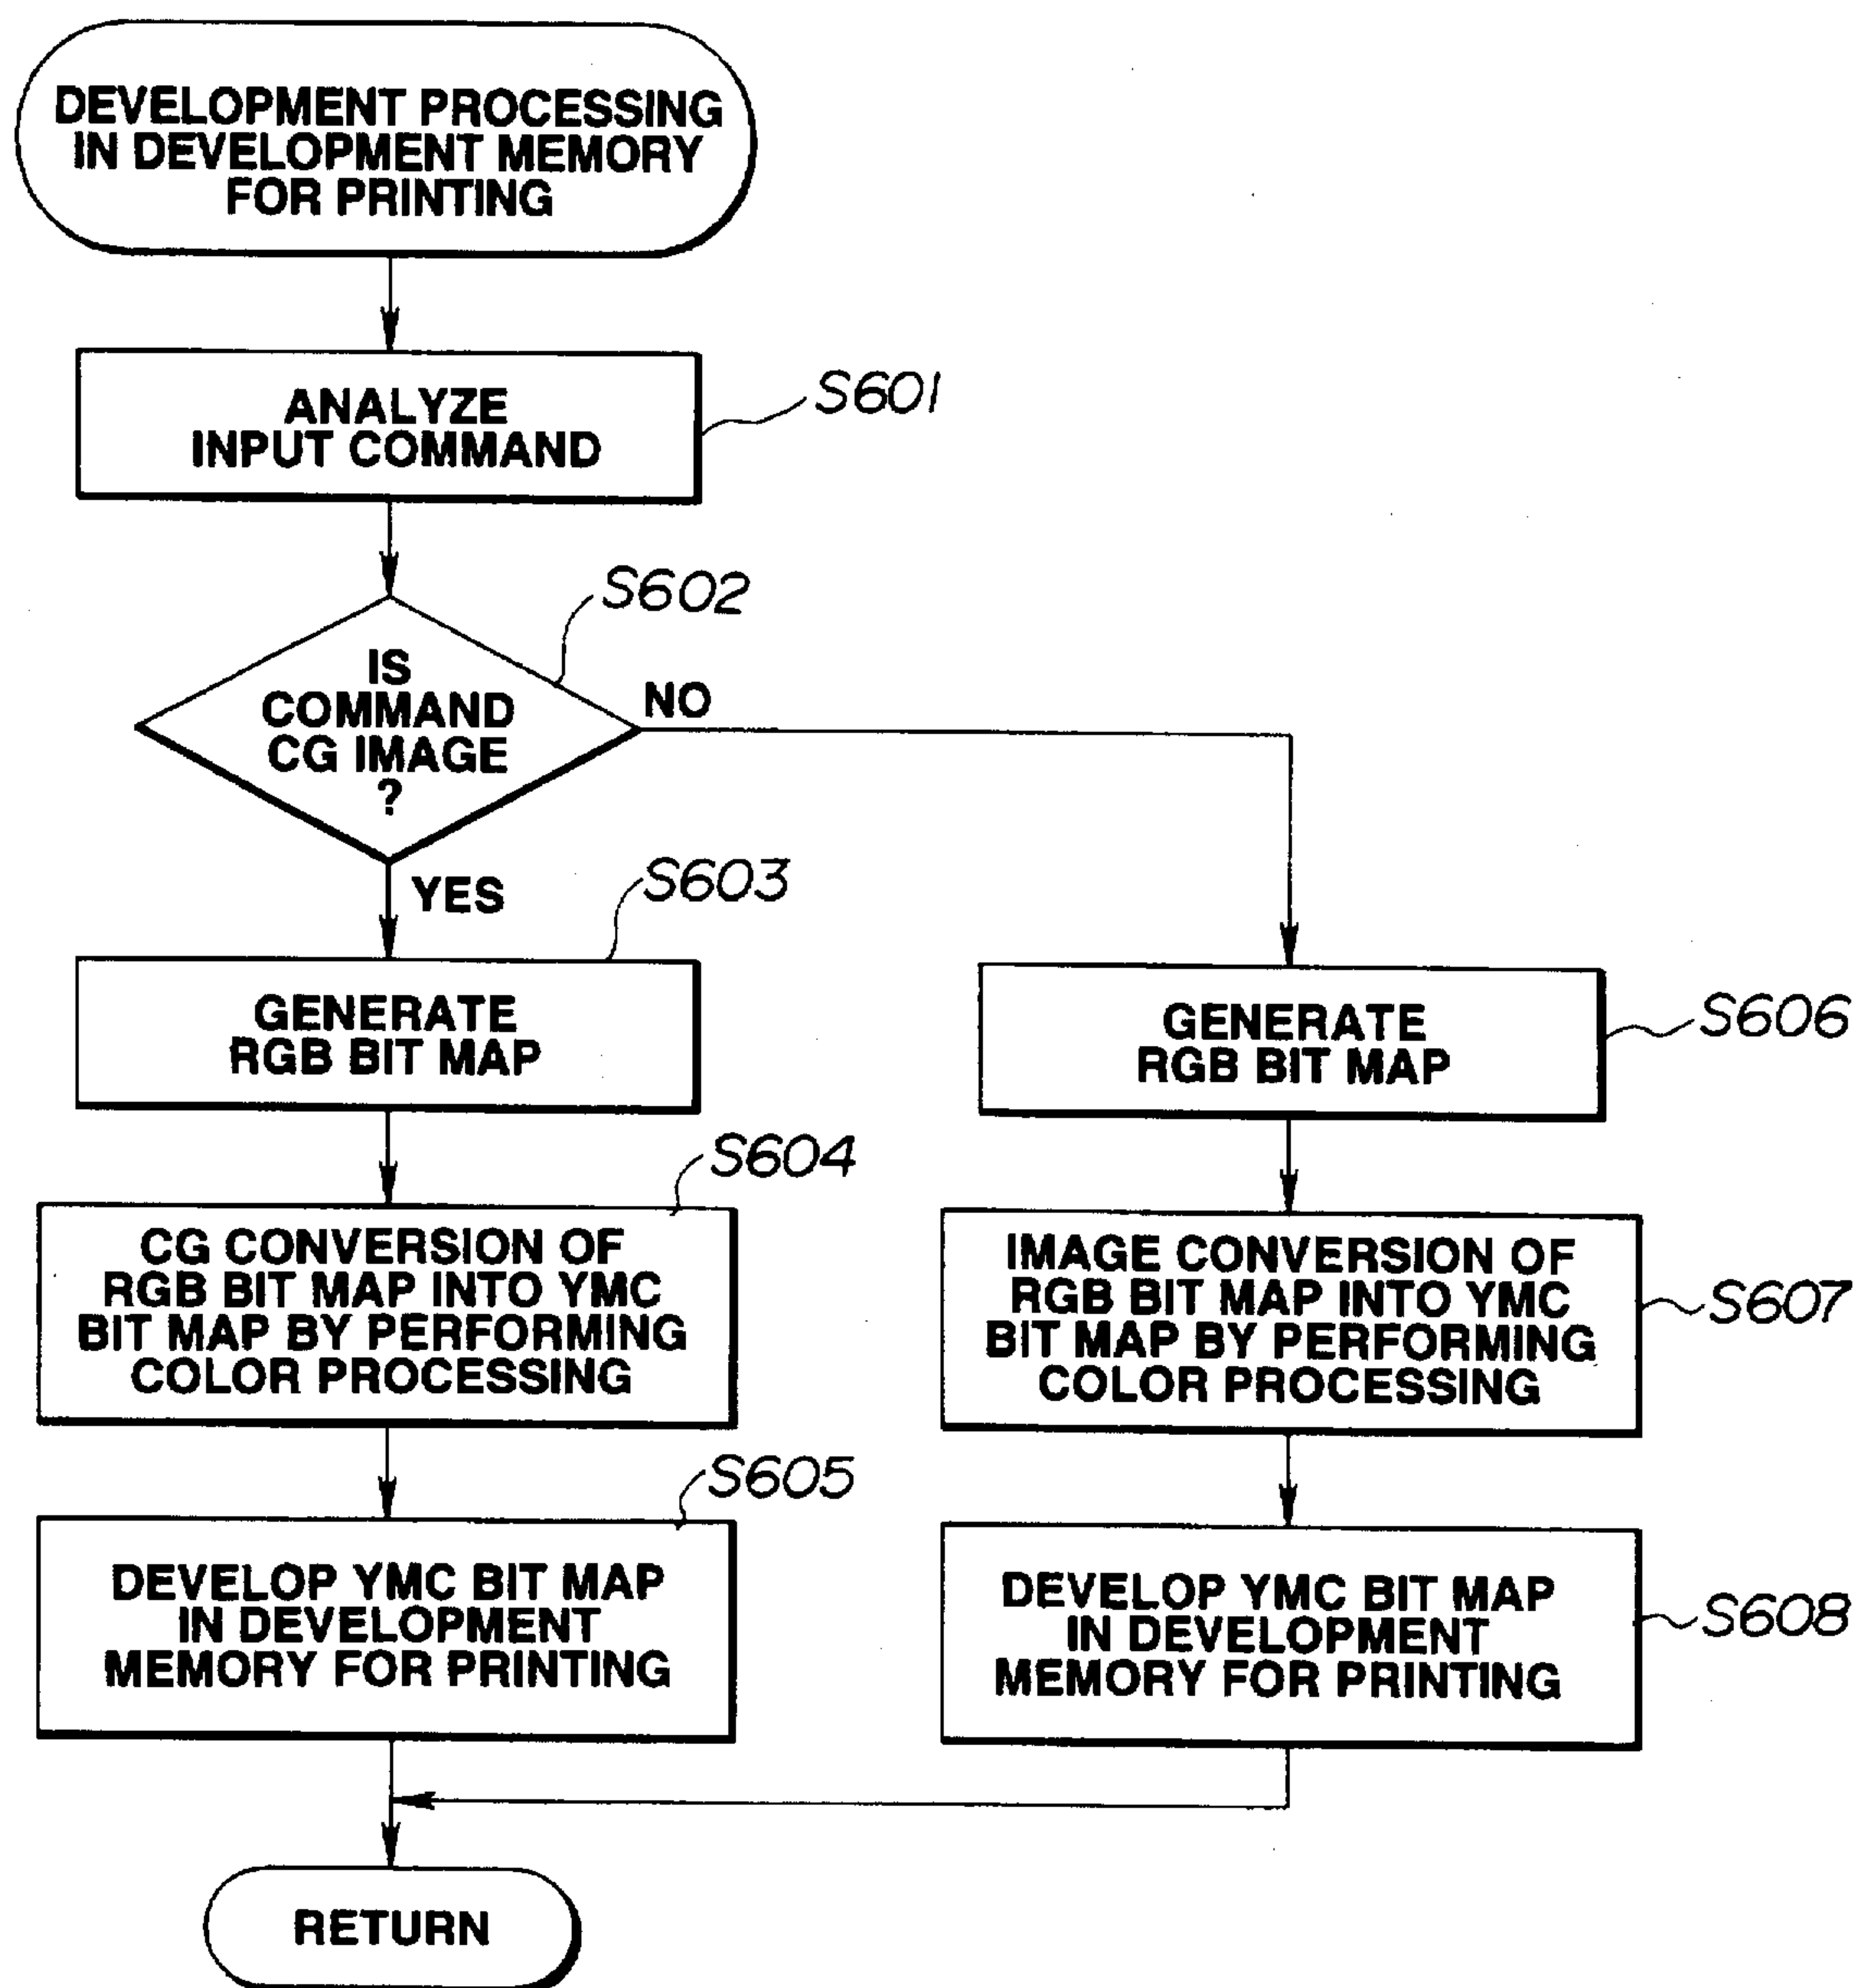 DEVELOPMENT PROCESSING
IN DEVELOPMENT MEMORY
FOR PRINTING
ANALYZE
INPUT COMMAND
S601
S602
IS
COMMAND
CG IMAGE
?
NO
YES
S603
GENERATE
RGB BIT MAP
S604
CG CONVERSION OF
RGB BIT MAP INTO YMC
BIT MAP BY PERFORMING
COLOR PROCESSING
S605
DEVELOP YMC BIT MAP
IN DEVELOPMENT
MEMORY FOR PRINTING
GENERATE
RGB BIT MAP
S606
IMAGE CONVERSION OF
RGB BIT MAP INTO YMC
BIT MAP BY PERFORMING
COLOR PROCESSING
S607
DEVELOP YMC BIT MAP
IN DEVELOPMENT
MEMORY FOR PRINTING
S608
RETURN